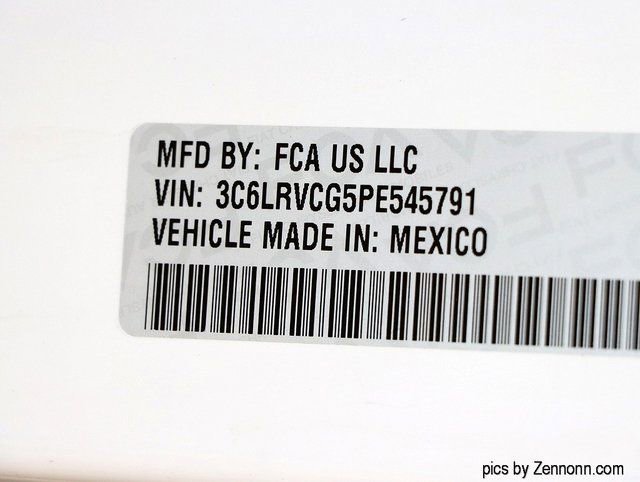 MFD BY: FCA US LLC
VIN: 3C6LRVCG5PE545791
VEHICLE MADE IN: MEXICO
pics by Zennonn.com